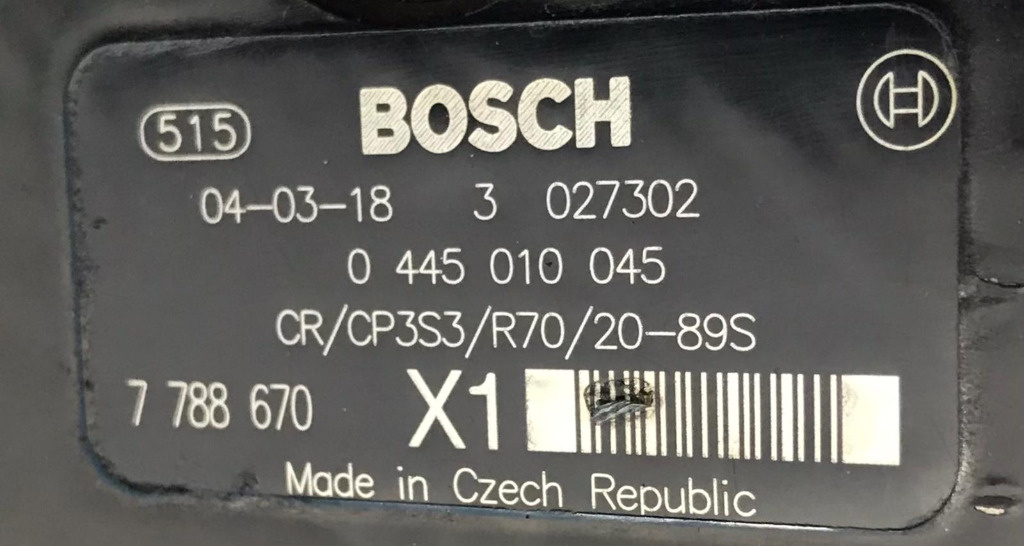 BOSCH
515
04-03-18 3 027302
0 445 010 045
CR/CP3S3/R70/20-89S
7 788 670 X1
Made in Czech Republic